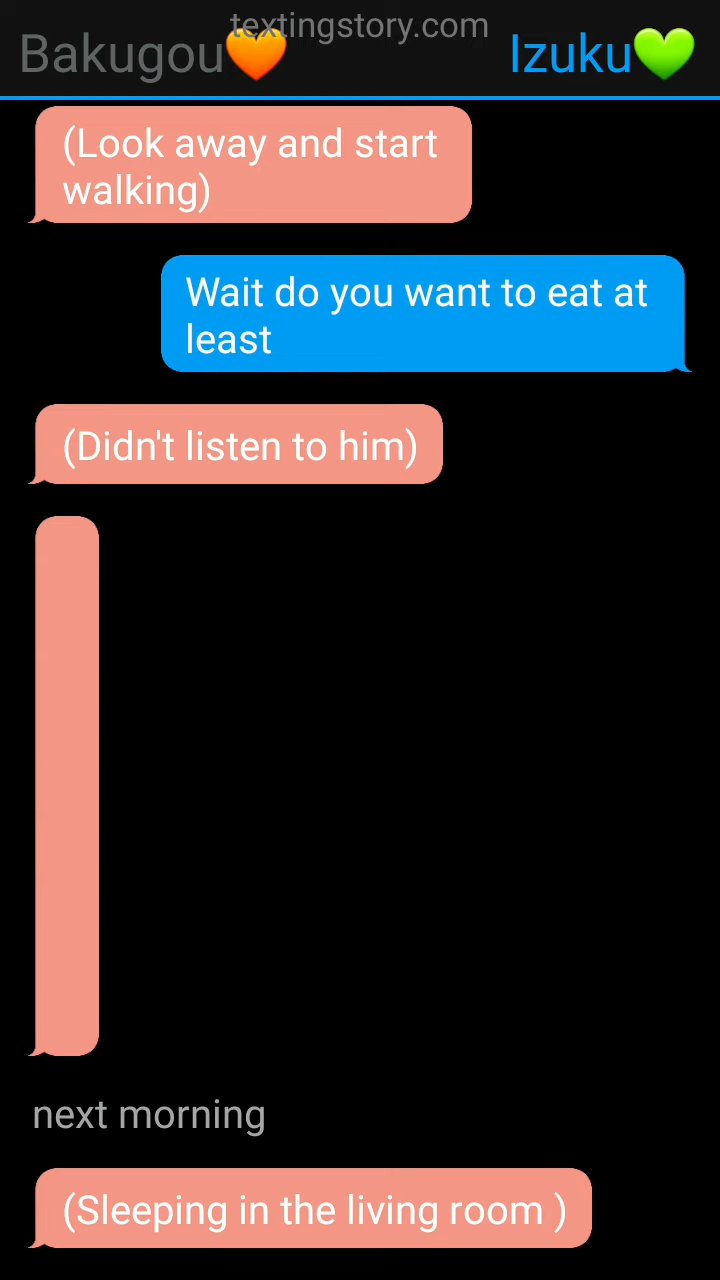 textingstory.com
Bakugou🧡 Izuku💚
(Look away and start
walking)
Wait do you want to eat at
least
(Didn't listen to him)
next morning
(Sleeping in the living room )